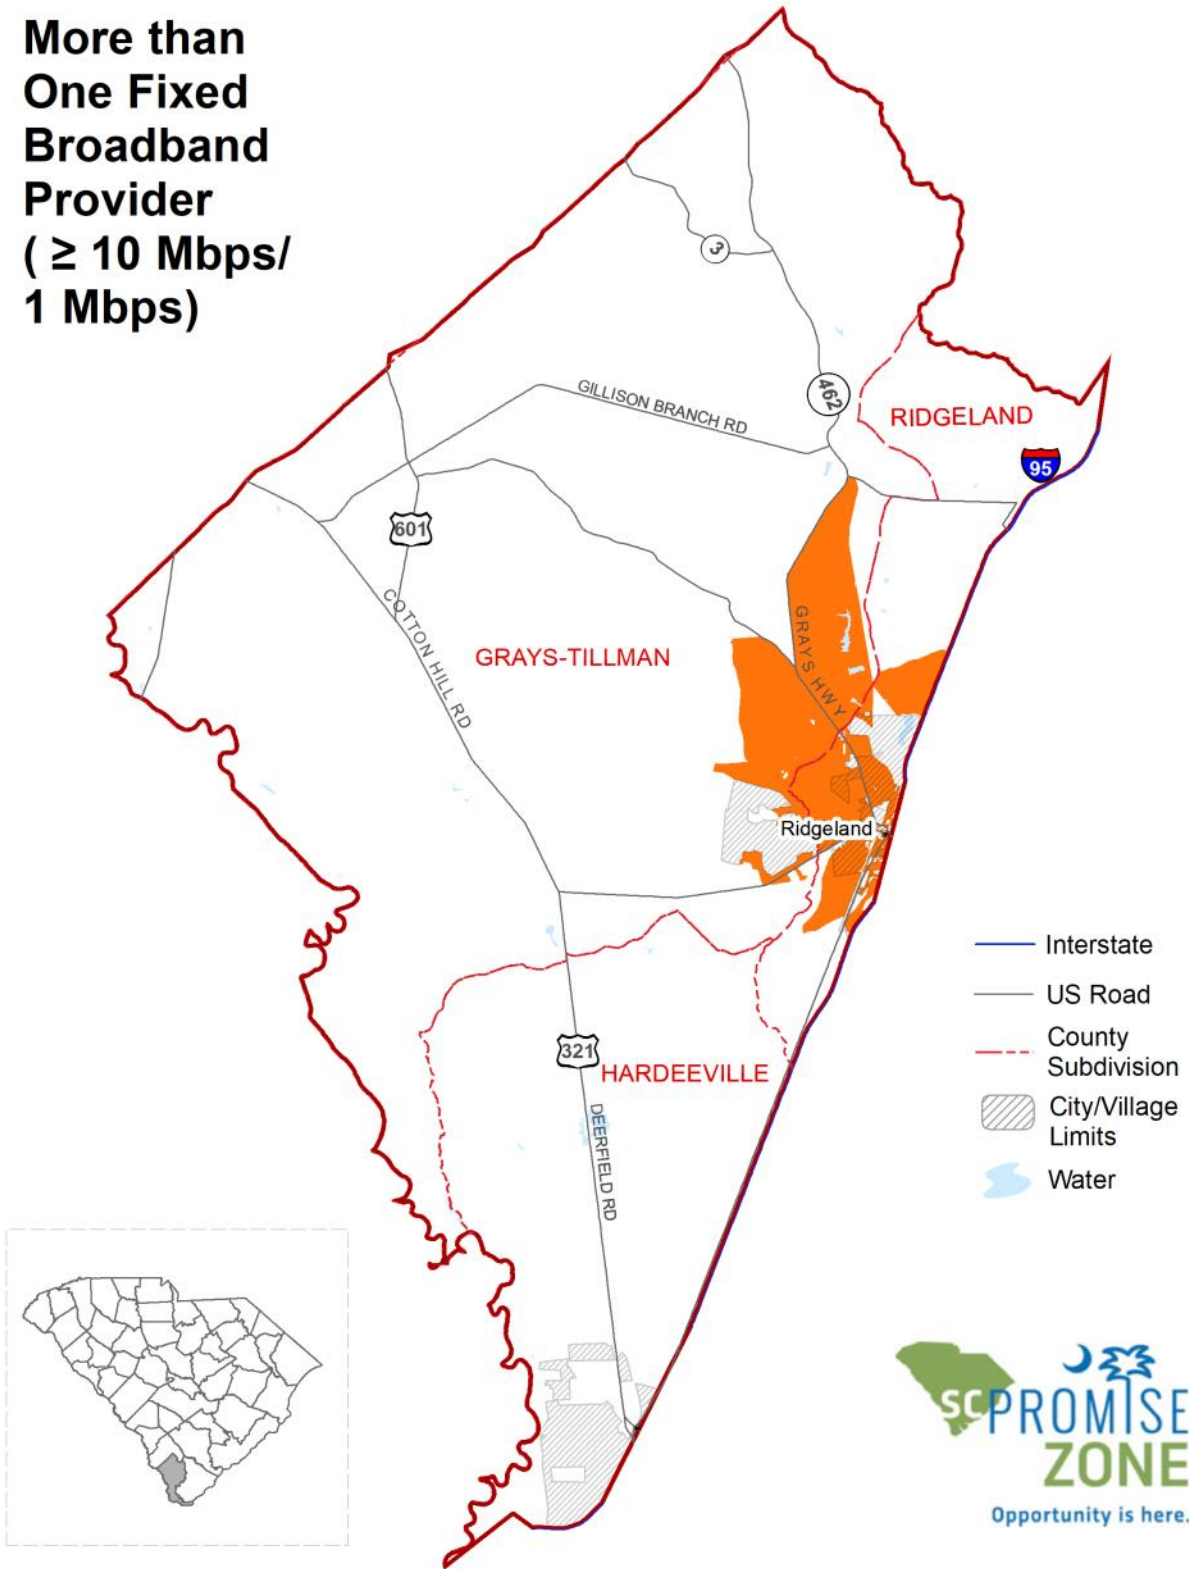 More than
One Fixed
Broadband
Provider
( ≥ 10 Mbps/
1 Mbps)
3
462
GILLISON BRANCH RD
RIDGELAND
95
601
COTTON HILL RD
GRAYS HWY
GRAYS-TILLMAN
Ridgeland
Interstate
US Road
County
Subdivision
City/Village
Limits
Water
321
HARDEEVILLE
DEERFIELD RD
SC PROMISE
ZONE
Opportunity is here.